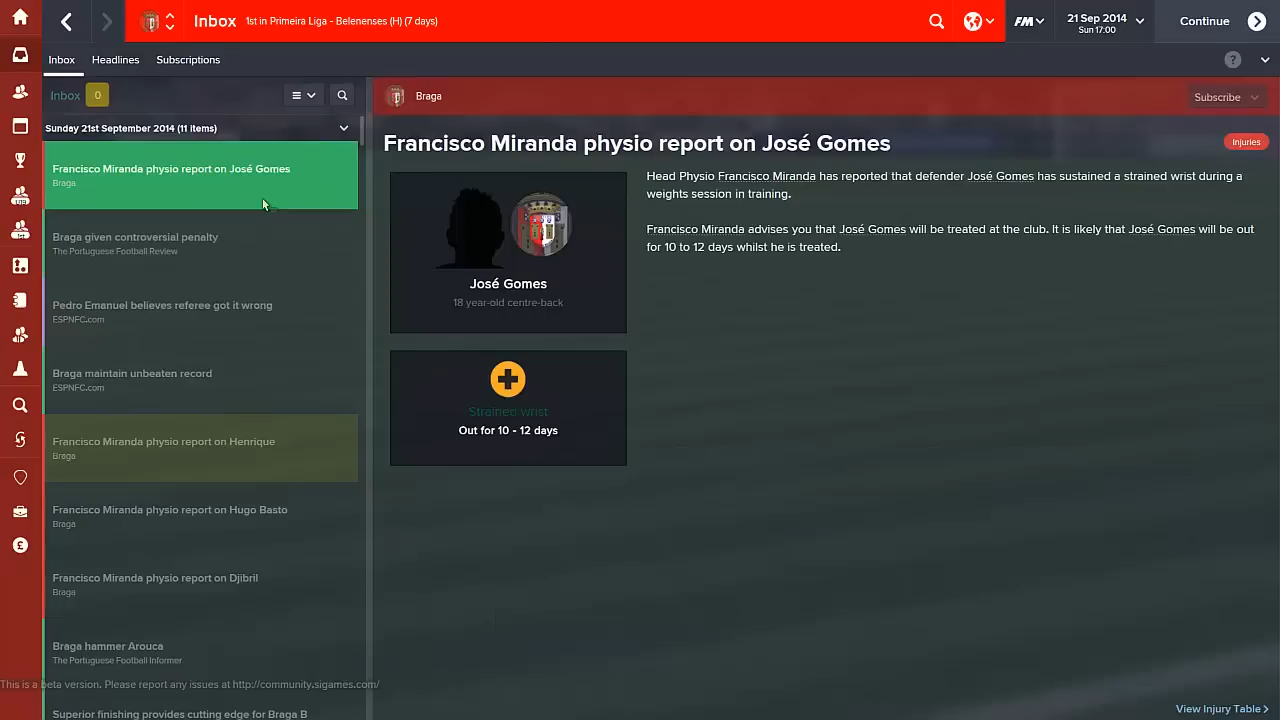 Inbox
1st in Primeira Liga - Belenenses (H) (7 days)
FM
21 Sep 2014
Sun 17:00
Continue
Inbox
Headlines
Subscriptions
?
Inbox
0
Braga
Subscribe
Sunday 21st September 2014 (11 items)
Francisco Miranda physio report on José Gomes
Braga
Braga given controversial penalty
The Portuguese Football Review
Pedro Emanuel believes referee got it wrong
ESPNFC.com
Braga maintain unbeaten record
ESPNFC.com
Francisco Miranda physio report on Henrique
Braga
Francisco Miranda physio report on Hugo Basto
Braga
Francisco Miranda physio report on Djibril
Braga
Braga hammer Arouca
The Portuguese Football Informer
This is a beta version. Please report any issues at http://community.sigames.com/
Superior finishing provides cutting edge for Braga B
Francisco Miranda physio report on José Gomes
Injuries
José Gomes
18 year-old centre-back
Strained wrist
Out for 10 - 12 days
Head Physio Francisco Miranda has reported that defender José Gomes has sustained a strained wrist during a
weights session in training.
Francisco Miranda advises you that José Gomes will be treated at the club. It is likely that José Gomes will be out
for 10 to 12 days whilst he is treated.
View Injury Table >